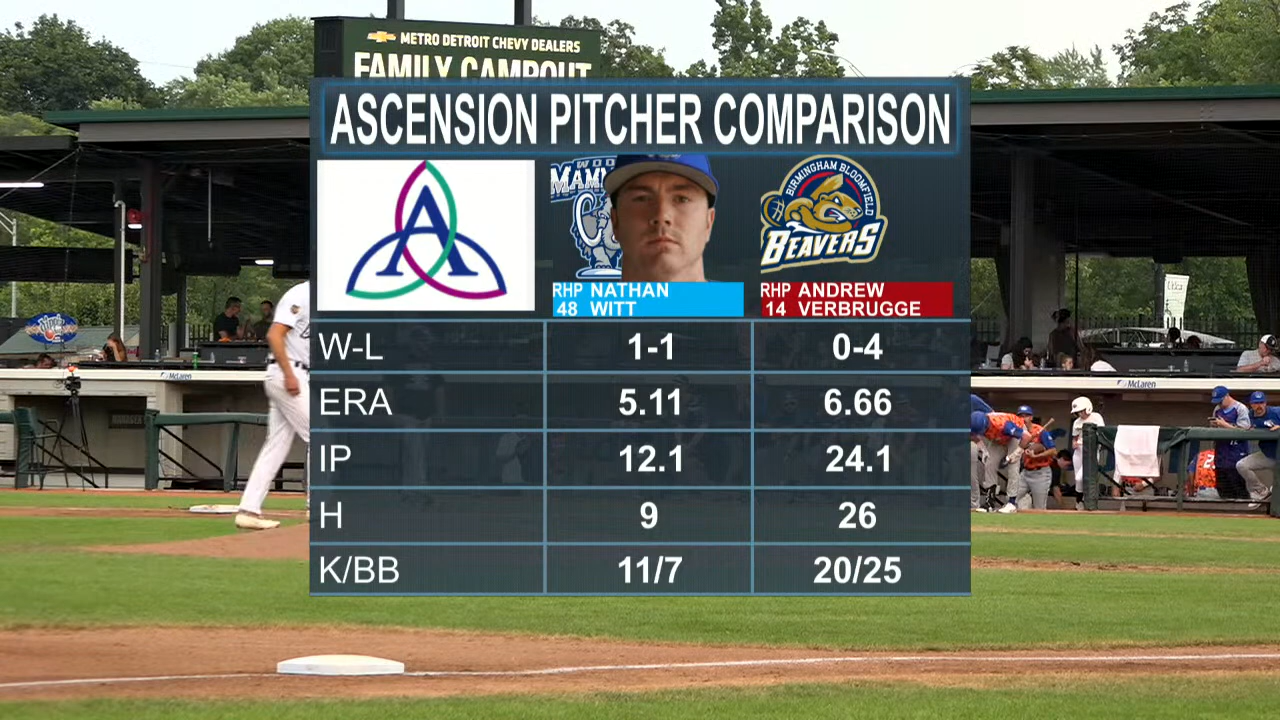 METRO DETROIT CHEVY DEALERS
FAMILY CAMPOUT
ASCENSION PITCHER COMPARISON
A
BIRMINGHAM BLOOMFIELD
BEAVERS
RHP NATHAN
48 WITT
RHP ANDREW
14 VERBRUGGE
W-L 1-1 0-4
ERA 5.11 6.66
IP 12.1 24.1
H 9 26
K/BB 11/7 20/25
McLaren
McLaren